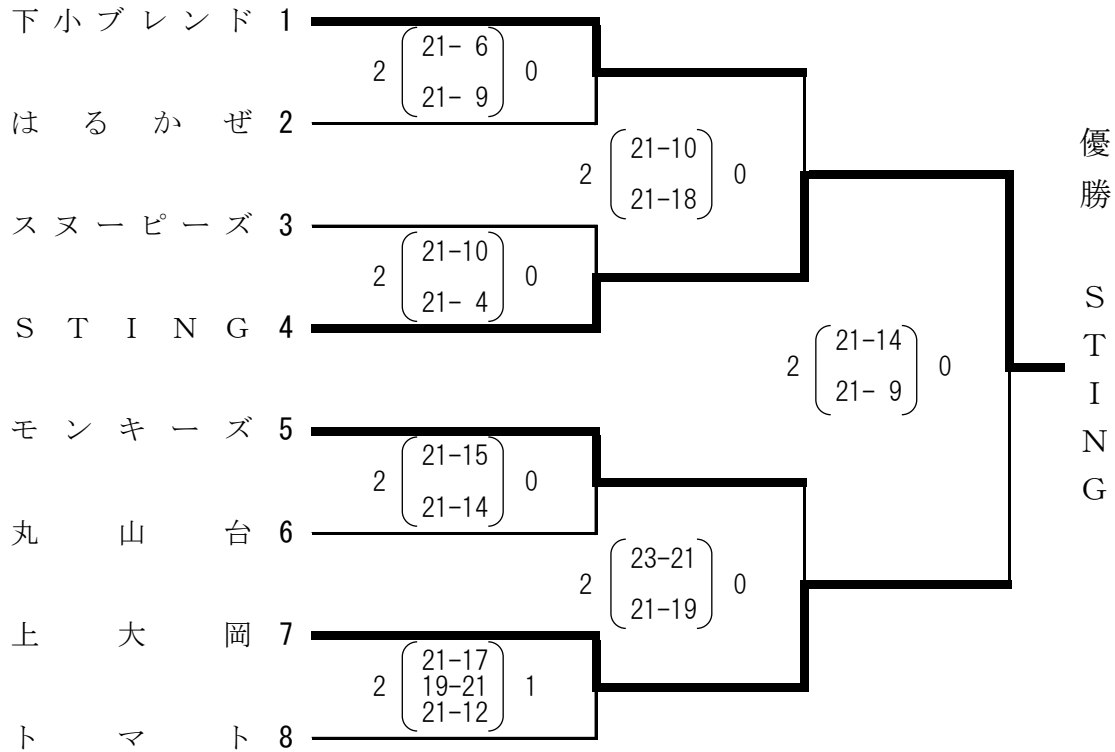 下小ブレンド 1
2 21- 6 0
21- 9
はるかぜ 2
2 21-10 0
21-18
スヌーピーズ 3
2 21-10 0
21- 4
STING 4
2 21-14 0
21- 9
モンキーズ 5
2 21-15 0
21-14
丸山台 6
2 23-21 0
21-19
上大岡 7
21-17
2 19-21 1
21-12
トマト 8
優勝 STING